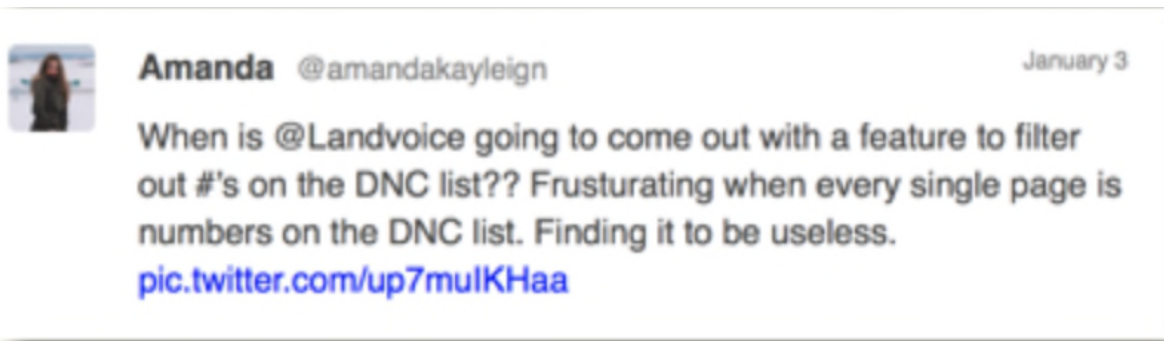 Amanda @amandakayleign January 3
When is @Landvoice going to come out with a feature to filter
out #'s on the DNC list?? Frusturating when every single page is
numbers on the DNC list. Finding it to be useless.
pic.twitter.com/up7mulKHaa